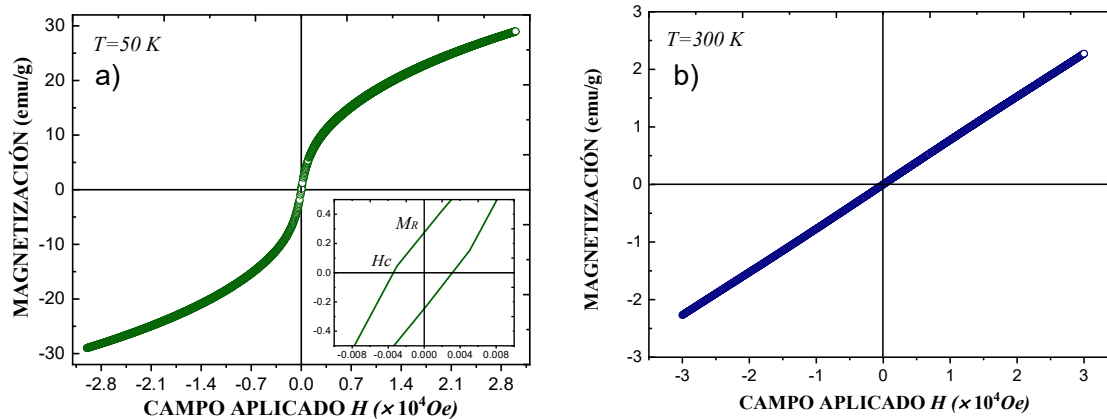 30
20
10
0
-10
-20
-30
MAGNETIZACIÓN (emu/g)
T=50 K
a)
0.4
0.2
0.0
-0.2
-0.4
MR
Hc
-0.008 -0.004 0.000 0.004 0.008
-2.8 -2.1 -1.4 -0.7 0.0 0.7 1.4 2.1 2.8
CAMPO APLICADO H (× 10⁴Oe)
3
2
1
0
-1
-2
-3
MAGNETIZACIÓN (emu/g)
T=300 K
b)
-3 -2 -1 0 1 2 3
CAMPO APLICADO H (× 10⁴Oe)